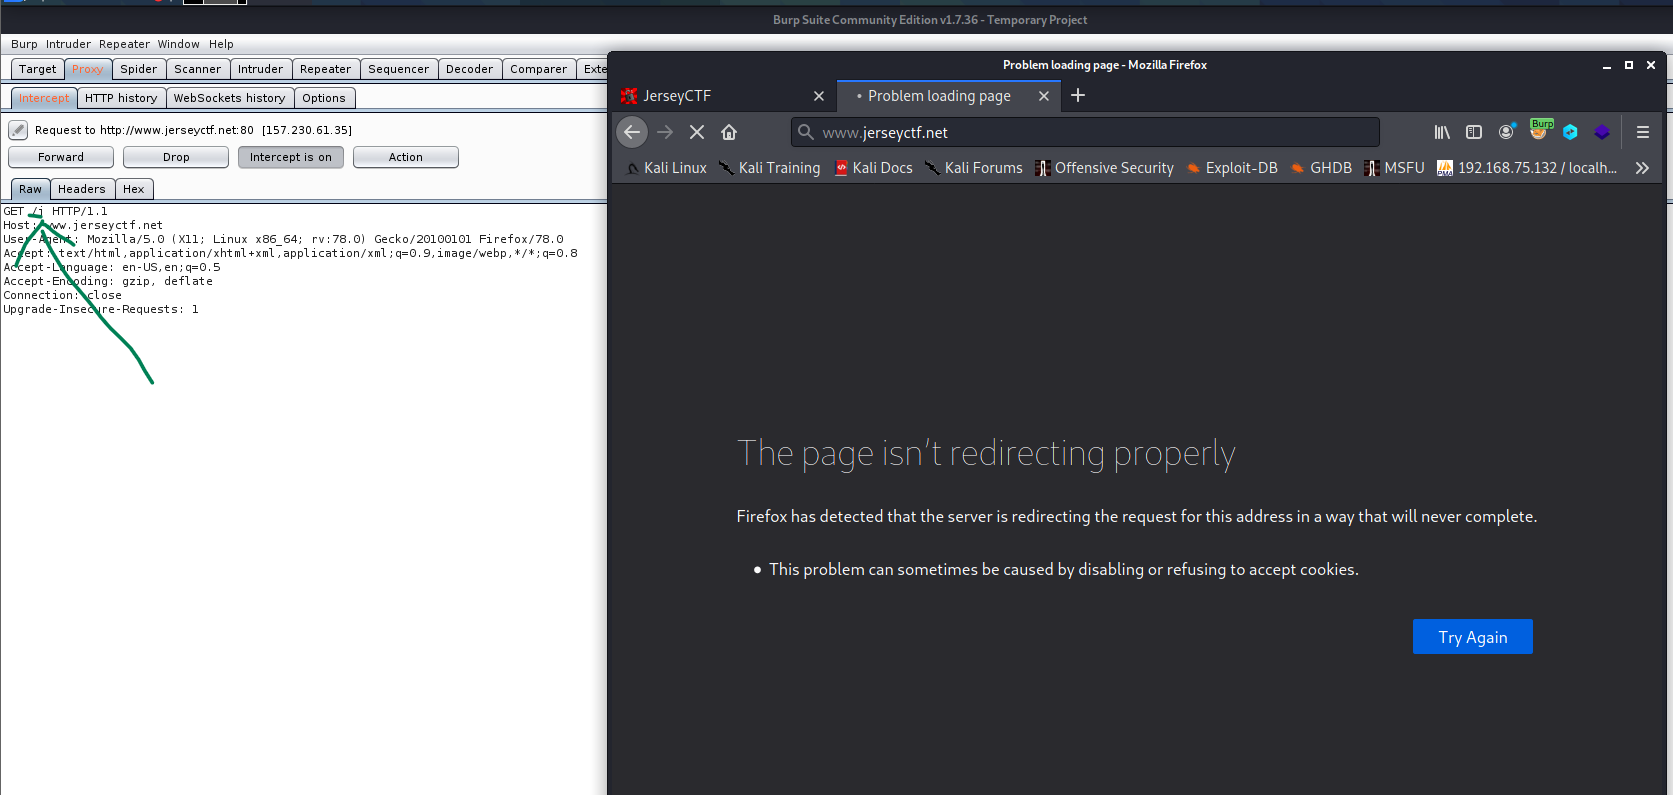 Burp Suite Community Edition v1.7.36 - Temporary Project
Burp Intruder Repeater Window Help
Target Proxy Spider Scanner Intruder Repeater Sequencer Decoder Comparer Exte
Intercept HTTP history WebSockets history Options
Request to http://www.jerseyctf.net:80 [157.230.61.35]
Forward Drop Intercept is on Action
Raw Headers Hex
GET /j HTTP/1.1
Host: www.jerseyctf.net
User-Agent: Mozilla/5.0 (X11; Linux x86_64; rv:78.0) Gecko/20100101 Firefox/78.0
Accept: text/html,application/xhtml+xml,application/xml;q=0.9,image/webp,*/*;q=0.8
Accept-Language: en-US,en;q=0.5
Accept-Encoding: gzip, deflate
Connection: close
Upgrade-Insecure-Requests: 1
Problem loading page - Mozilla Firefox
JerseyCTF
Problem loading page
www.jerseyctf.net
Burp
Kali Linux Kali Training Kali Docs Kali Forums Offensive Security Exploit-DB GHDB MSFU 192.168.75.132 / localh...
The page isn't redirecting properly
Firefox has detected that the server is redirecting the request for this address in a way that will never complete.
• This problem can sometimes be caused by disabling or refusing to accept cookies.
Try Again